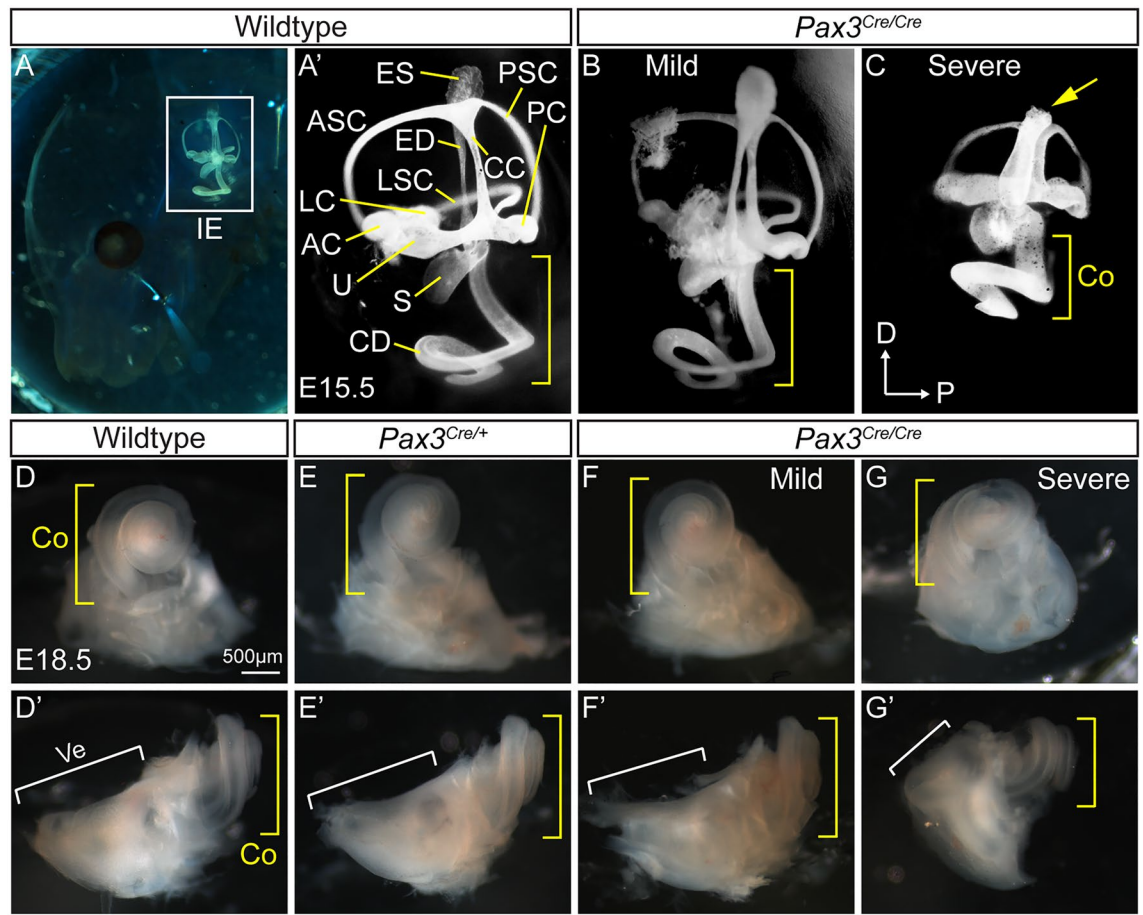 Wildtype
Pax3Cre/Cre
A
IE
A'
ES
PSC
PC
ASC
ED
CC
LSC
LC
AC
U
S
CD
E15.5
B
Mild
C
Severe
Co
D
P
Wildtype
Pax3Cre/+
Pax3Cre/Cre
D
Co
E18.5
500µm
E
F
Mild
G
Severe
D'
Ve
Co
E'
F'
G'